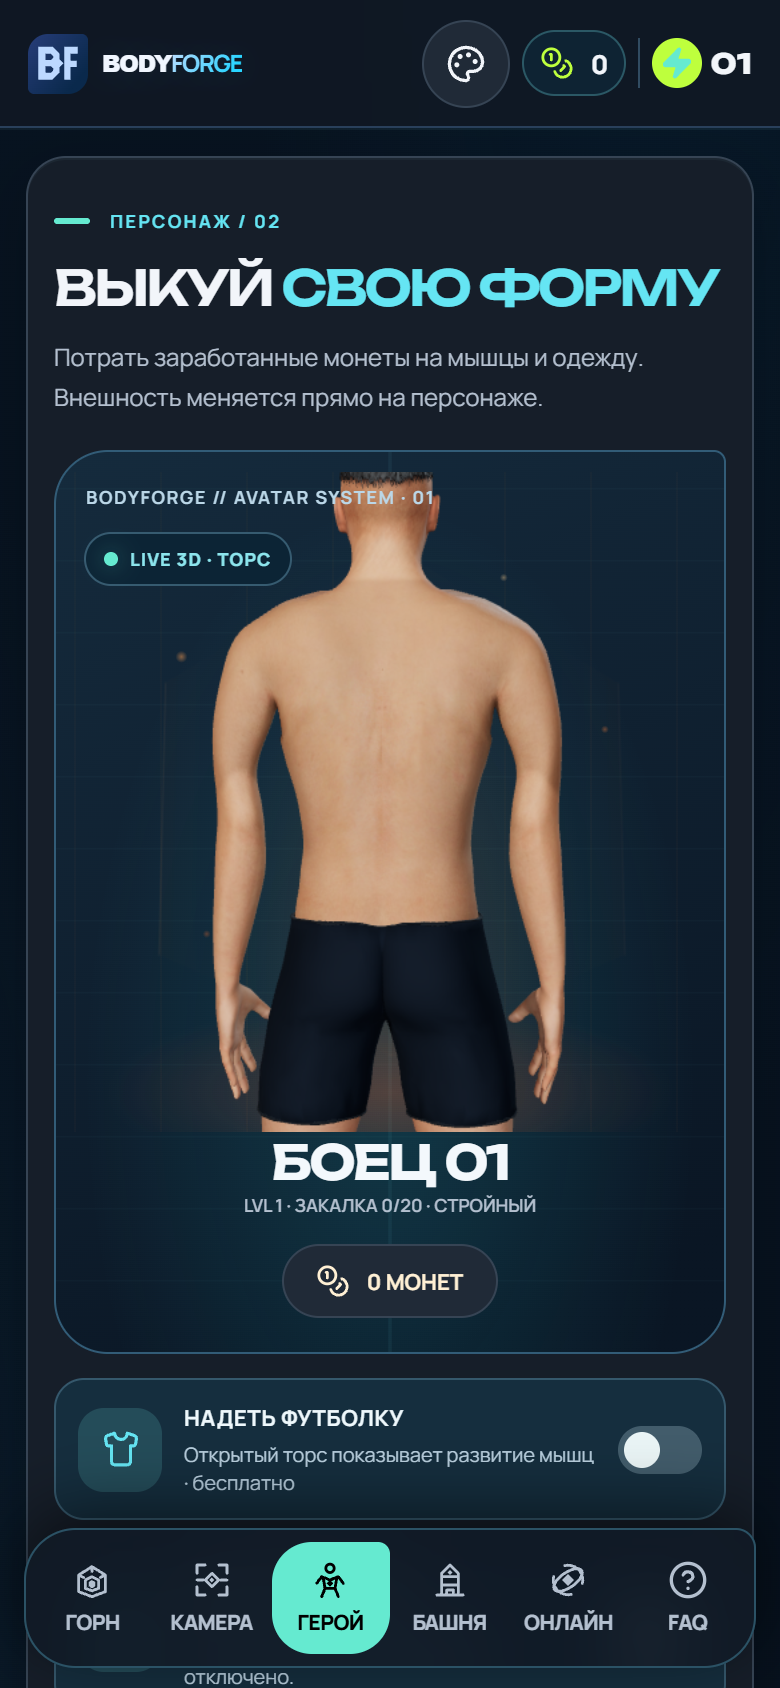 BF BODYFORGE 0 01
ПЕРСОНАЖ / 02
ВЫКУЙ СВОЮ ФОРМУ
Потрать заработанные монеты на мышцы и одежду.
Внешность меняется прямо на персонаже.
BODYFORGE // AVATAR SYSTEM · 01
LIVE 3D · ТОРС
БОЕЦ 01
LVL 1 · ЗАКАЛКА 0/20 · СТРОЙНЫЙ
0 МОНЕТ
НАДЕТЬ ФУТБОЛКУ
Открытый торс показывает развитие мышц
· бесплатно
ГОРН КАМЕРА ГЕРОЙ БАШНЯ ОНЛАЙН FAQ
отключено.